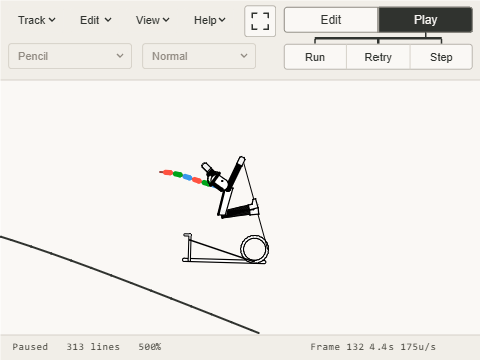 Track Edit View Help Edit Play
Pencil Normal Run Retry Step
Paused 313 lines 500% Frame 132 4.4s 175u/s